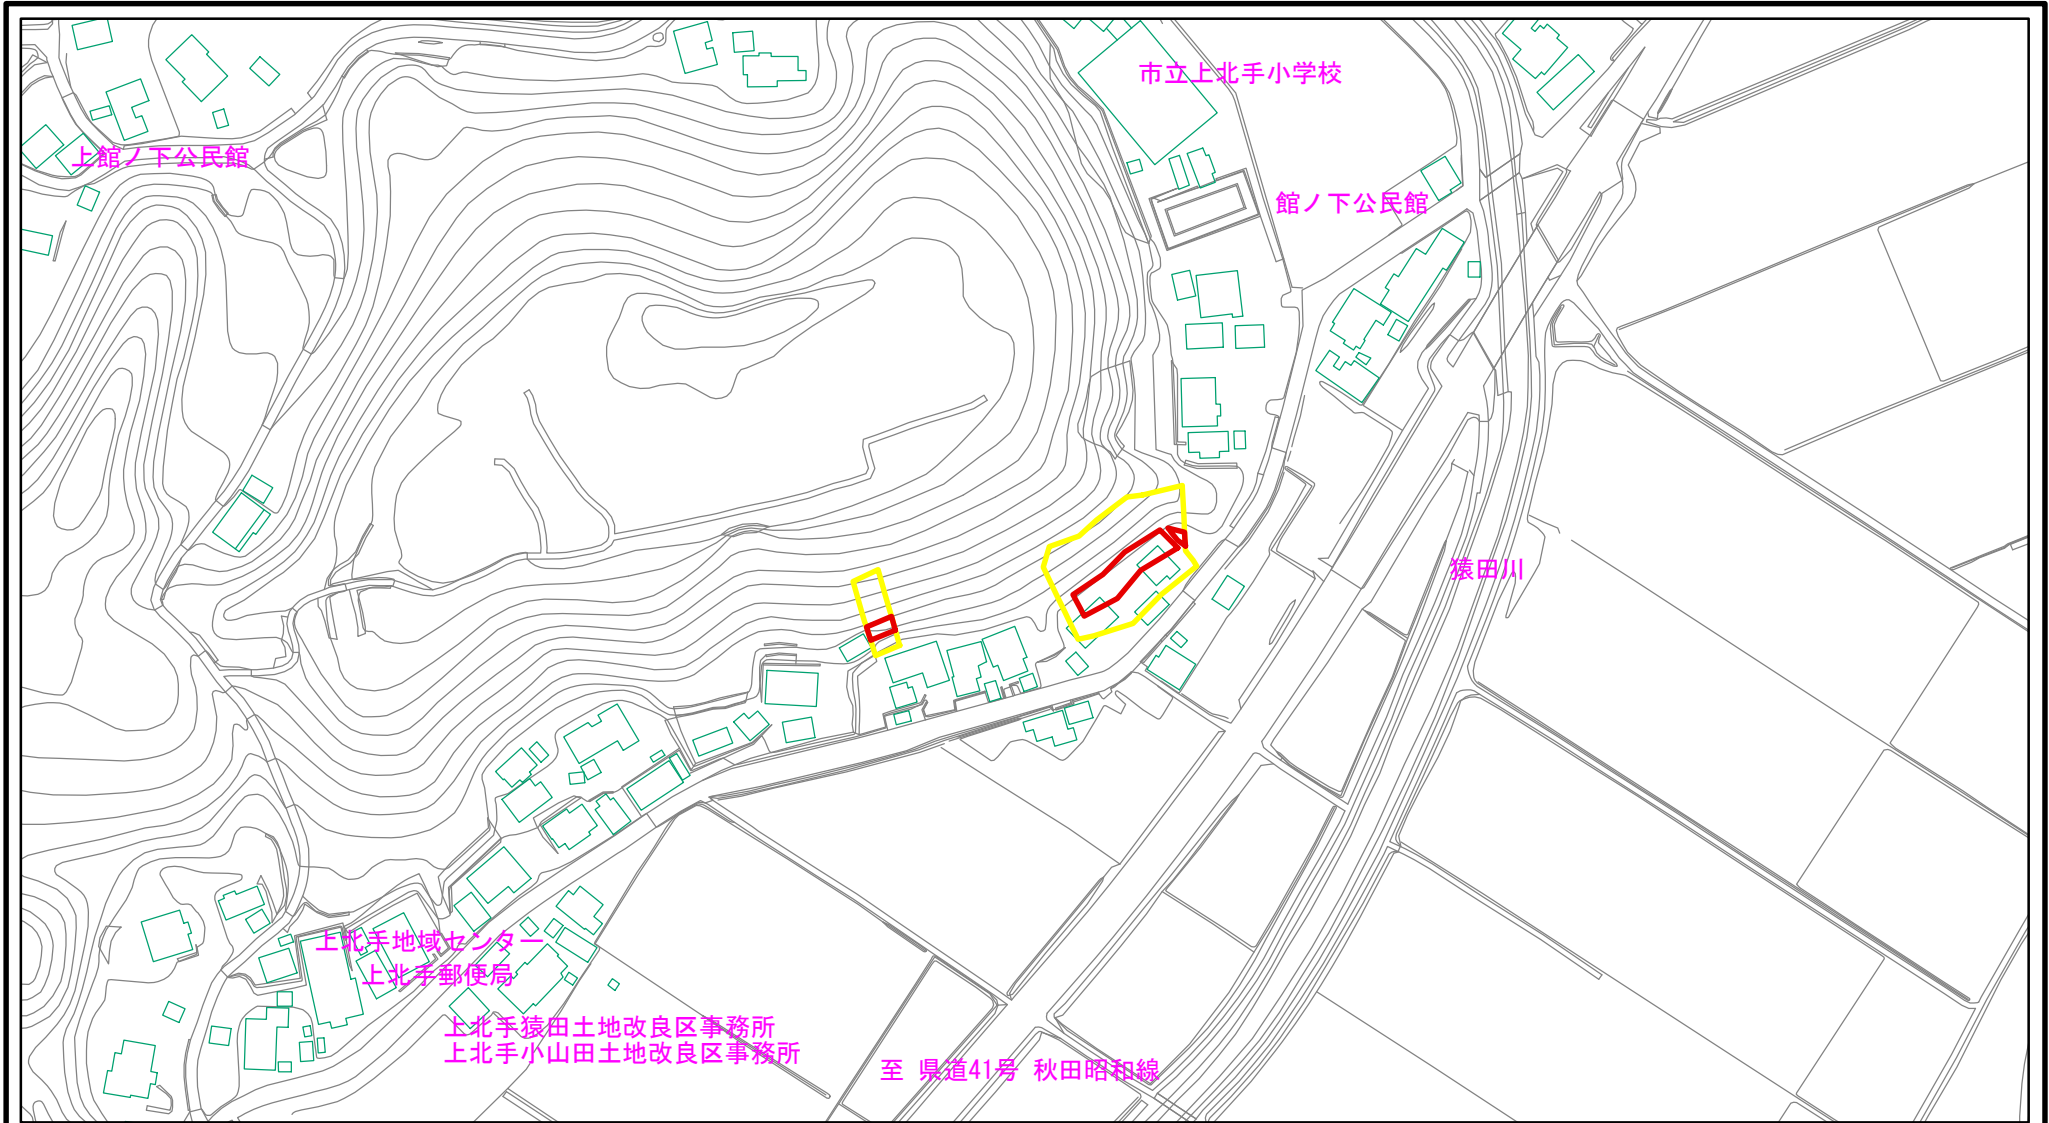 市立上北手小学校
上館ノ下公民館
館ノ下公民館
猿田川
上北手地域センター
上北手郵便局
上北手猿田土地改良区事務所
上北手小山田土地改良区事務所
至 県道41号 秋田昭和線